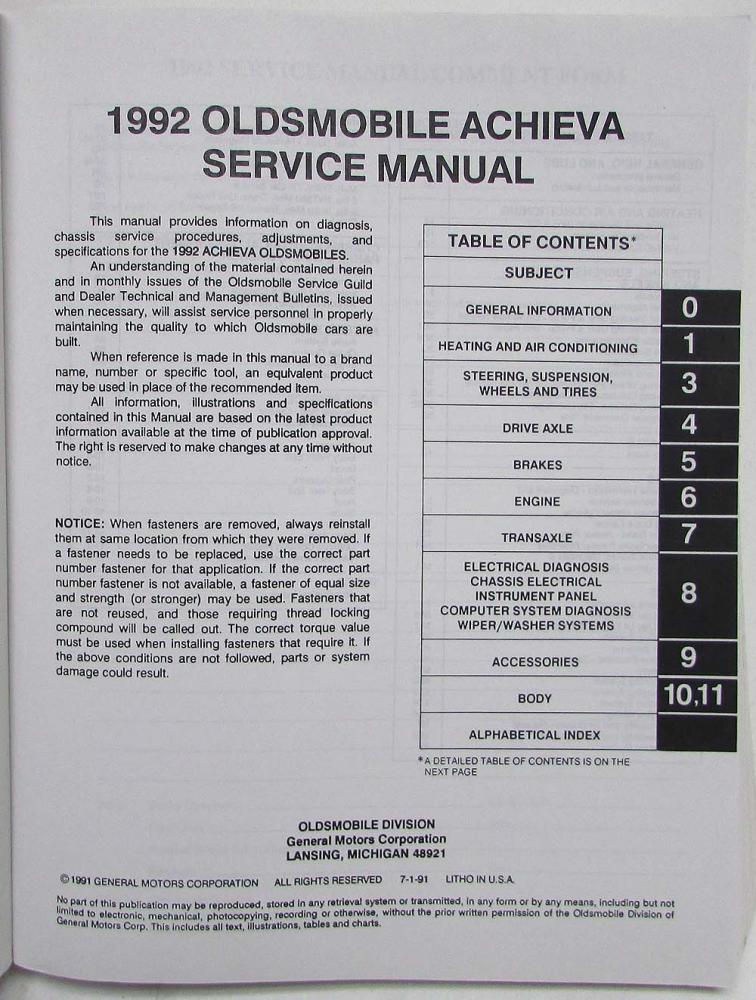 1992 OLDSMOBILE ACHIEVA
SERVICE MANUAL
This manual provides information on diagnosis,
chassis service procedures, adjustments, and
specifications for the 1992 ACHIEVA OLDSMOBILES.
An understanding of the material contained herein
and in monthly issues of the Oldsmobile Service Guild
and Dealer Technical and Management Bulletins, issued
when necessary, will assist service personnel in properly
maintaining the quality to which Oldsmobile cars are
built.
When reference is made in this manual to a brand
name, number or specific tool, an equivalent product
may be used in place of the recommended item.
All information, illustrations and specifications
contained in this Manual are based on the latest product
information available at the time of publication approval.
The right is reserved to make changes at any time without
notice.
NOTICE: When fasteners are removed, always reinstall
them at same location from which they were removed. If
a fastener needs to be replaced, use the correct part
number fastener for that application. If the correct part
number fastener is not available, a fastener of equal size
and strength (or stronger) may be used. Fasteners that
are not reused, and those requiring thread locking
compound will be called out. The correct torque value
must be used when installing fasteners that require it. If
the above conditions are not followed, parts or system
damage could result.
TABLE OF CONTENTS*
SUBJECT
GENERAL INFORMATION 0
HEATING AND AIR CONDITIONING 1
STEERING, SUSPENSION,
WHEELS AND TIRES 3
DRIVE AXLE 4
BRAKES 5
ENGINE 6
TRANSAXLE 7
ELECTRICAL DIAGNOSIS
CHASSIS ELECTRICAL
INSTRUMENT PANEL 8
COMPUTER SYSTEM DIAGNOSIS
WIPER/WASHER SYSTEMS
ACCESSORIES 9
BODY 10,11
ALPHABETICAL INDEX
*A DETAILED TABLE OF CONTENTS IS ON THE
NEXT PAGE
OLDSMOBILE DIVISION
General Motors Corporation
LANSING, MICHIGAN 48921
©1991 GENERAL MOTORS CORPORATION ALL RIGHTS RESERVED 7-1-91 LITHO IN U.S.A.
No part of this publication may be reproduced, stored in any retrieval system or transmitted, in any form or by any means, including but not
limited to electronic, mechanical, photocopying, recording or otherwise, without the prior written permission of the Oldsmobile Division of
General Motors Corp. This includes all text, illustrations, tables and charts.